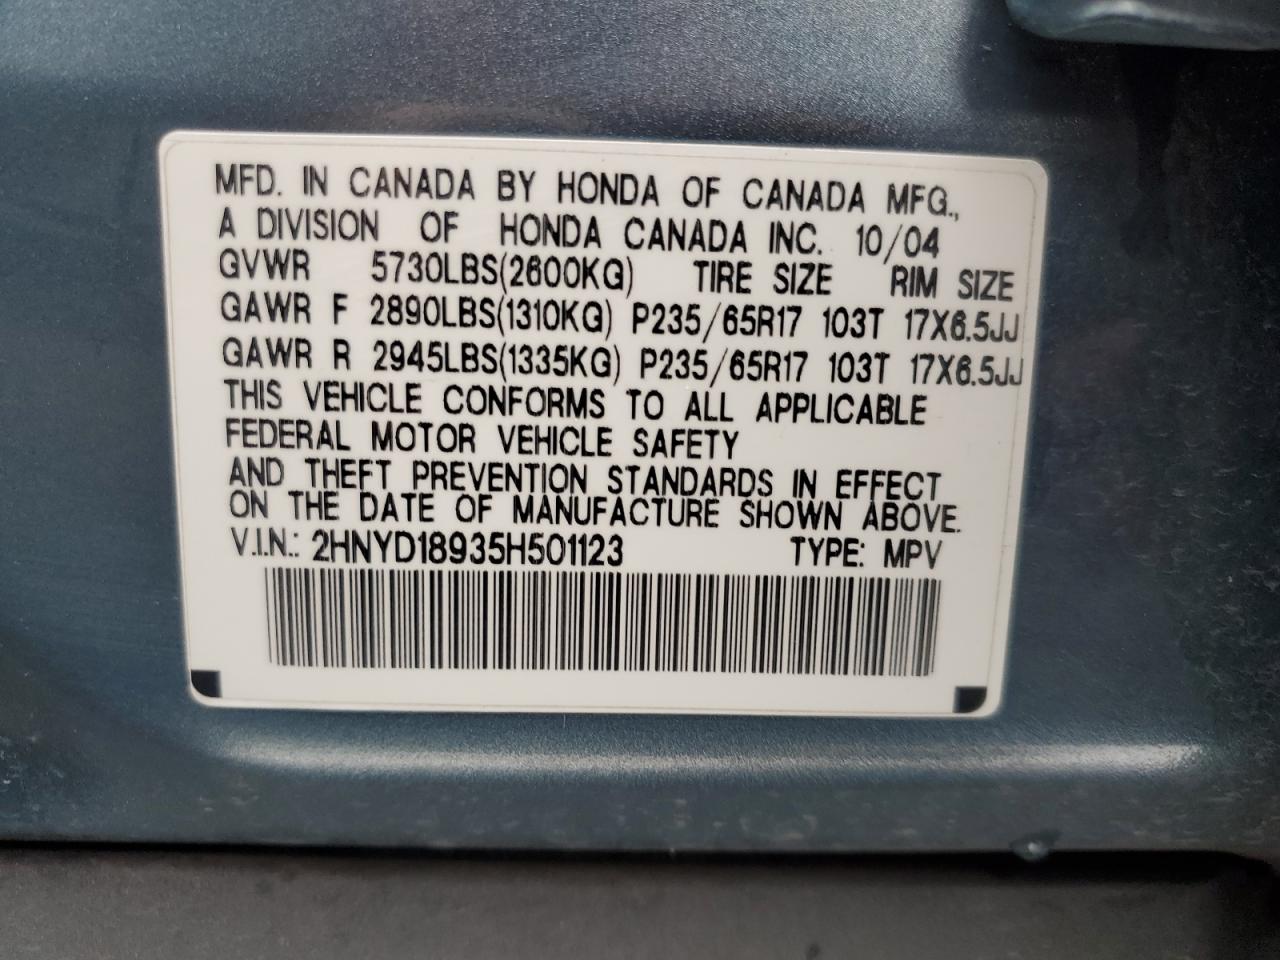 MFD. IN CANADA BY HONDA OF CANADA MFG.,
A DIVISION OF HONDA CANADA INC. 10/04
GVWR 5730LBS(2600KG) TIRE SIZE RIM SIZE
GAWR F 2890LBS(1310KG) P235/65R17 103T 17X6.5JJ
GAWR R 2945LBS(1335KG) P235/65R17 103T 17X6.5JJ
THIS VEHICLE CONFORMS TO ALL APPLICABLE
FEDERAL MOTOR VEHICLE SAFETY
AND THEFT PREVENTION STANDARDS IN EFFECT
ON THE DATE OF MANUFACTURE SHOWN ABOVE.
V.I.N.: 2HNYD18935H501123 TYPE: MPV